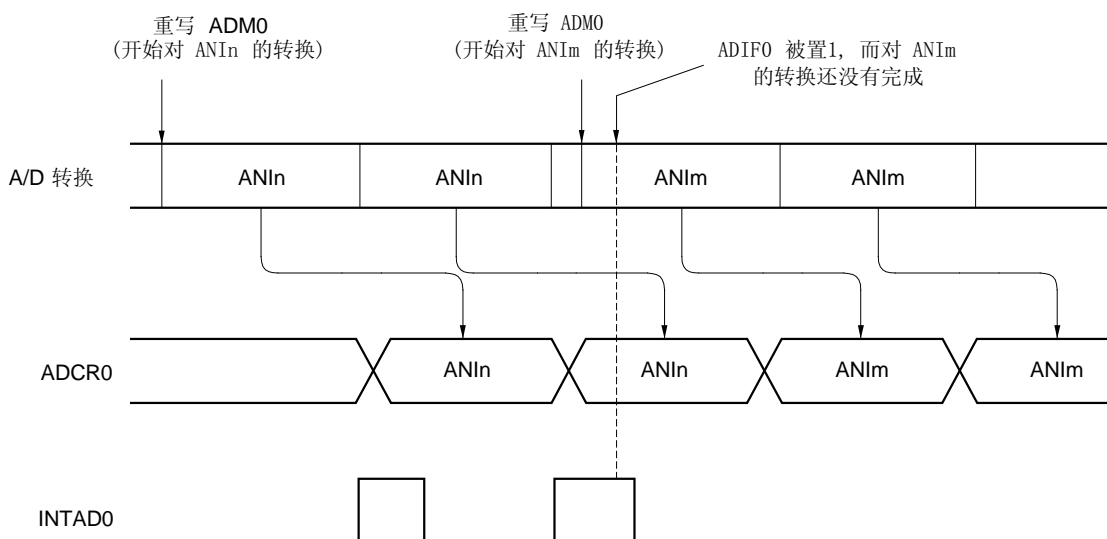 重写 ADM0
(开始对 ANIn 的转换)
重写 ADM0
(开始对 ANIm 的转换)
ADIF0 被置1, 而对 ANIm
的转换还没有完成
A/D 转换
ANIn
ANIn
ANIm
ANIm
ADCR0
ANIn
ANIn
ANIm
ANIm
INTAD0